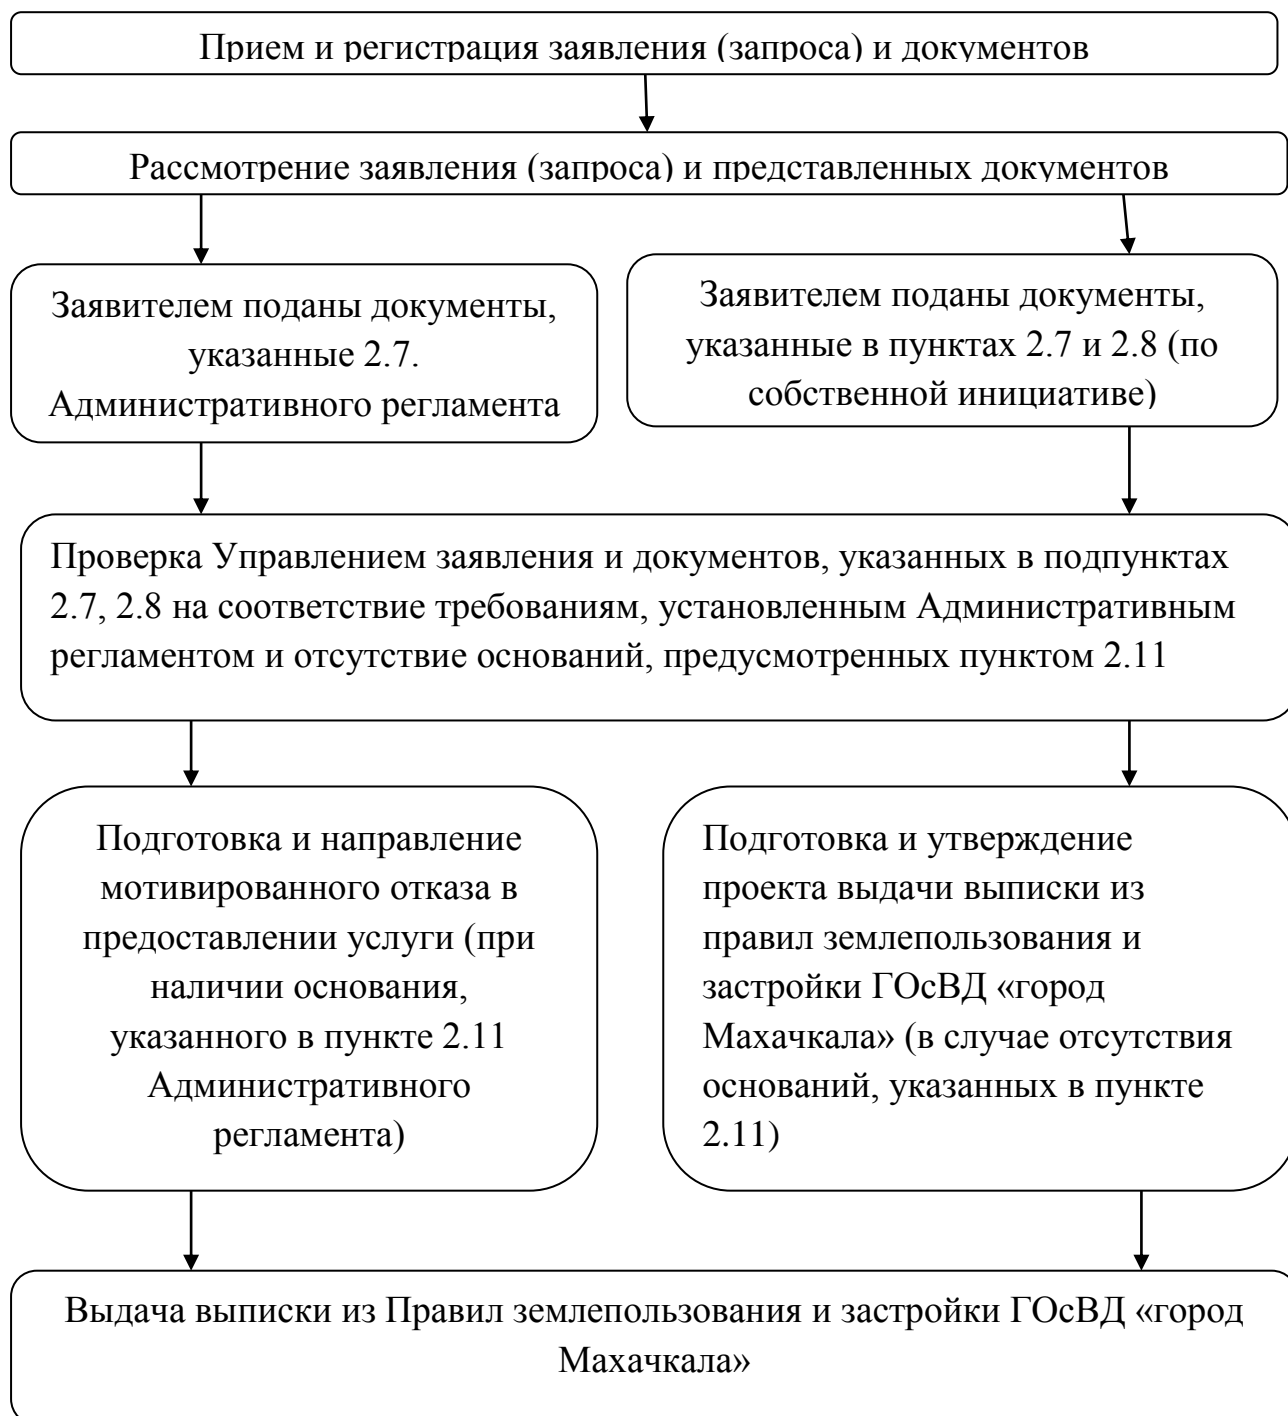 Прием и регистрация заявления (запроса) и документов
Рассмотрение заявления (запроса) и представленных документов
Заявителем поданы документы,
указанные 2.7.
Административного регламента
Заявителем поданы документы,
указанные в пунктах 2.7 и 2.8 (по
собственной инициативе)
Проверка Управлением заявления и документов, указанных в подпунктах
2.7, 2.8 на соответствие требованиям, установленным Административным
регламентом и отсутствие оснований, предусмотренных пунктом 2.11
Подготовка и направление
мотивированного отказа в
предоставлении услуги (при
наличии основания,
указанного в пункте 2.11
Административного
регламента)
Подготовка и утверждение
проекта выдачи выписки из
правил землепользования и
застройки ГОсВД «город
Махачкала» (в случае отсутствия
оснований, указанных в пункте
2.11)
Выдача выписки из Правил землепользования и застройки ГОсВД «город
Махачкала»